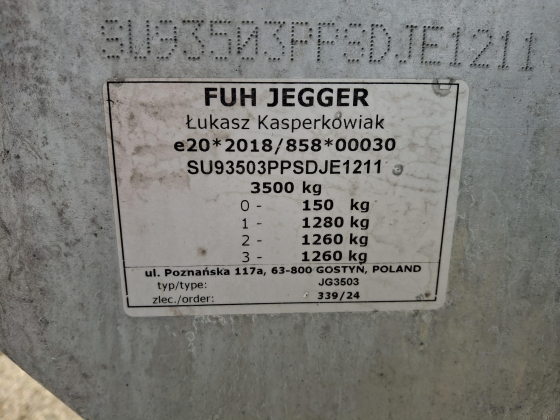 SU93503PPSDJE1211
FUH JEGGER
Łukasz Kasperkowiak
e20*2018/858*00030
SU93503PPSDJE1211
3500 kg
0 - 150 kg
1 - 1280 kg
2 - 1260 kg
3 - 1260 kg
ul. Poznańska 117a, 63-800 GOSTYŃ, POLAND
typ/type: JG3503
zlec./order: 339/24